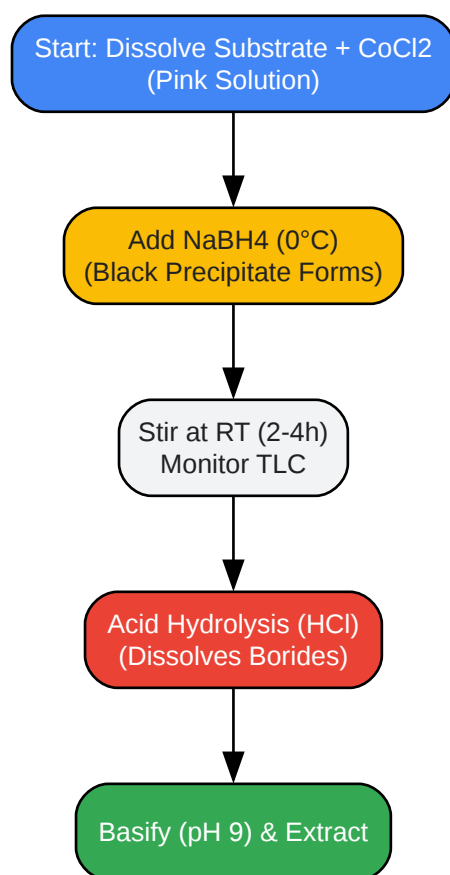 Start: Dissolve Substrate + CoCl2
(Pink Solution)
Add NaBH4 (0°C)
(Black Precipitate Forms)
Stir at RT (2-4h)
Monitor TLC
Acid Hydrolysis (HCl)
(Dissolves Borides)
Basify (pH 9) & Extract